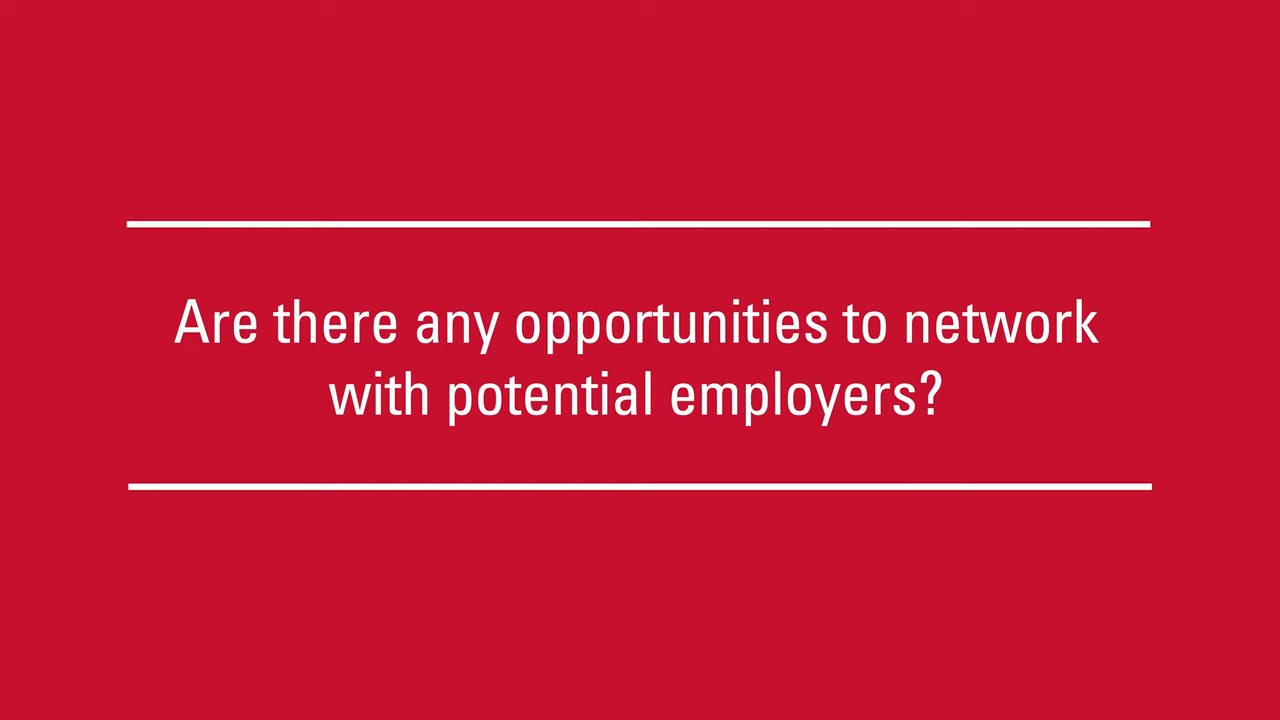 Are there any opportunities to network
with potential employers?